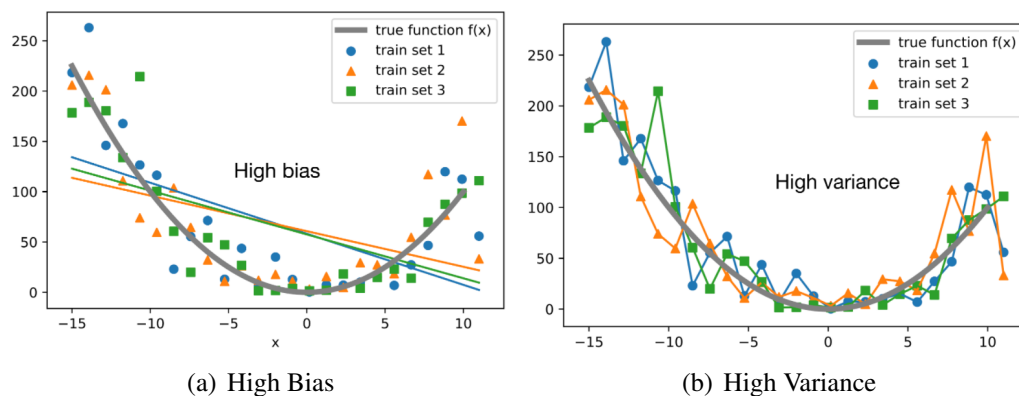 true function f(x)
train set 1
train set 2
train set 3
High bias
250
200
150
100
50
0
−15
−10
−5
0
5
10
x
(a) High Bias
true function f(x)
train set 1
train set 2
train set 3
High variance
250
200
150
100
50
0
−15
−10
−5
0
5
10
(b) High Variance